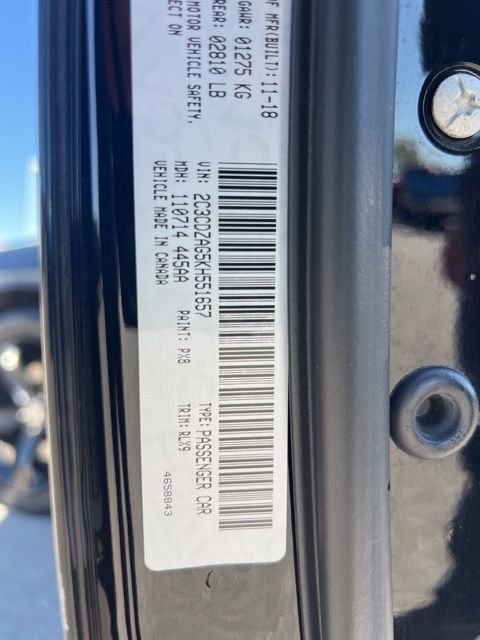 OF MFR(BUILT): 11-18
GAWR: 01275 KG
REAR: 02810 LB
MOTOR VEHICLE SAFETY,
ECT ON
VIN: 2C3CDZAG5KH551657
TYPE: PASSENGER CAR
MDH: 110714 445AA
PAINT: PX8
TRIM: RLX9
VEHICLE MADE IN CANADA
4658843